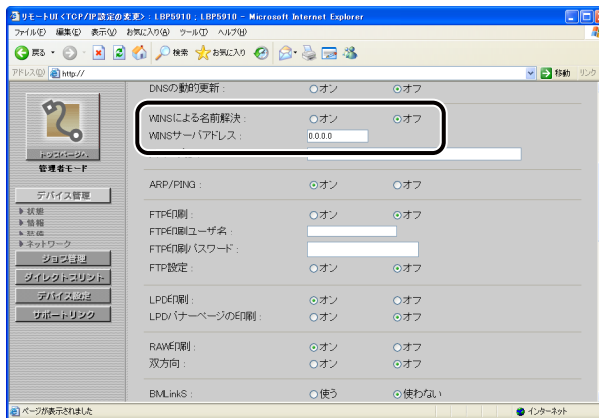 リモートUI <TCP/IP設定の変更> : LBP5910 ; LBP5910 - Microsoft Internet Explorer
ファイル(F) 編集(E) 表示(V) お気に入り(A) ツール(T) ヘルプ(H)
戻る 検索 お気に入り
アドレス(D) http:// 移動 リンク
トップページへ
管理者モード
デバイス管理
状態
情報
ネットワーク
ジョブ管理
ダイレクトプリント
デバイス設定
サポートリンク
DNSの動的更新 : オン オフ
WINSによる名前解決 : オン オフ
WINSサーバアドレス : 0.0.0.0
ARP/PING : オン オフ
FTP印刷 : オン オフ
FTP印刷ユーザ名 :
FTP印刷パスワード :
FTP設定 : オン オフ
LPD印刷 : オン オフ
LPDバナーページの印刷 : オン オフ
RAW印刷 : オン オフ
双方向 : オン オフ
BMLinkS : 使う 使わない
ページが表示されました インターネット